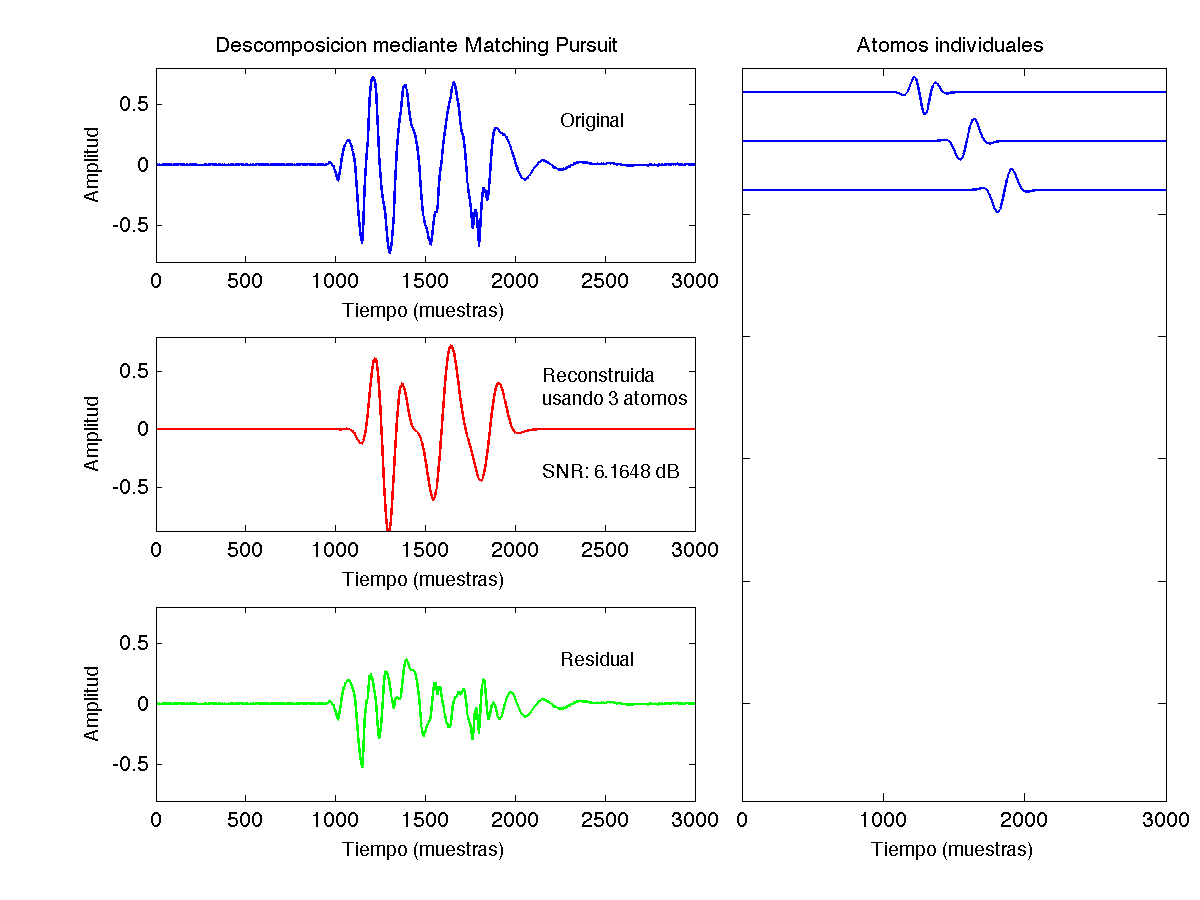 Descomposicion mediante Matching Pursuit
0.5
0
-0.5
Amplitud
Original
0 500 1000 1500 2000 2500 3000
Tiempo (muestras)
0.5
0
-0.5
Amplitud
Reconstruida
usando 3 atomos
SNR: 6.1648 dB
0 500 1000 1500 2000 2500 3000
Tiempo (muestras)
0.5
0
-0.5
Amplitud
Residual
0 500 1000 1500 2000 2500 3000
Tiempo (muestras)
Atomos individuales
0 1000 2000 3000
Tiempo (muestras)